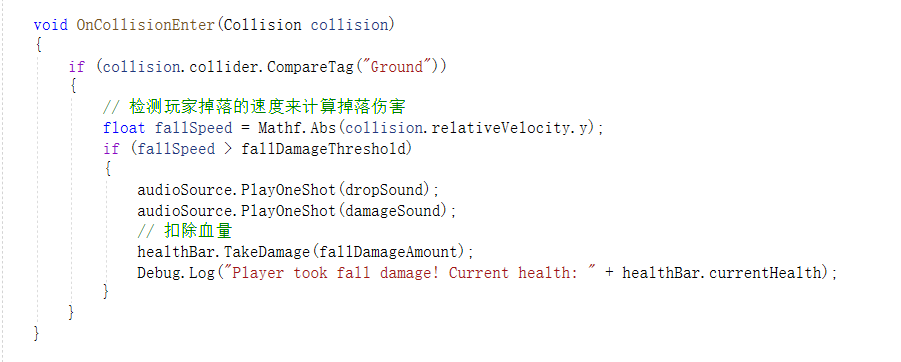 void OnCollisionEnter(Collision collision)
{
if (collision.collider.CompareTag("Ground"))
{
// 检测玩家掉落的速度来计算掉落伤害
float fallSpeed = Mathf.Abs(collision.relativeVelocity.y);
if (fallSpeed > fallDamageThreshold)
{
audioSource.PlayOneShot(dropSound);
audioSource.PlayOneShot(damageSound);
// 扣除血量
healthBar.TakeDamage(fallDamageAmount);
Debug.Log("Player took fall damage! Current health: " + healthBar.currentHealth);
}
}
}